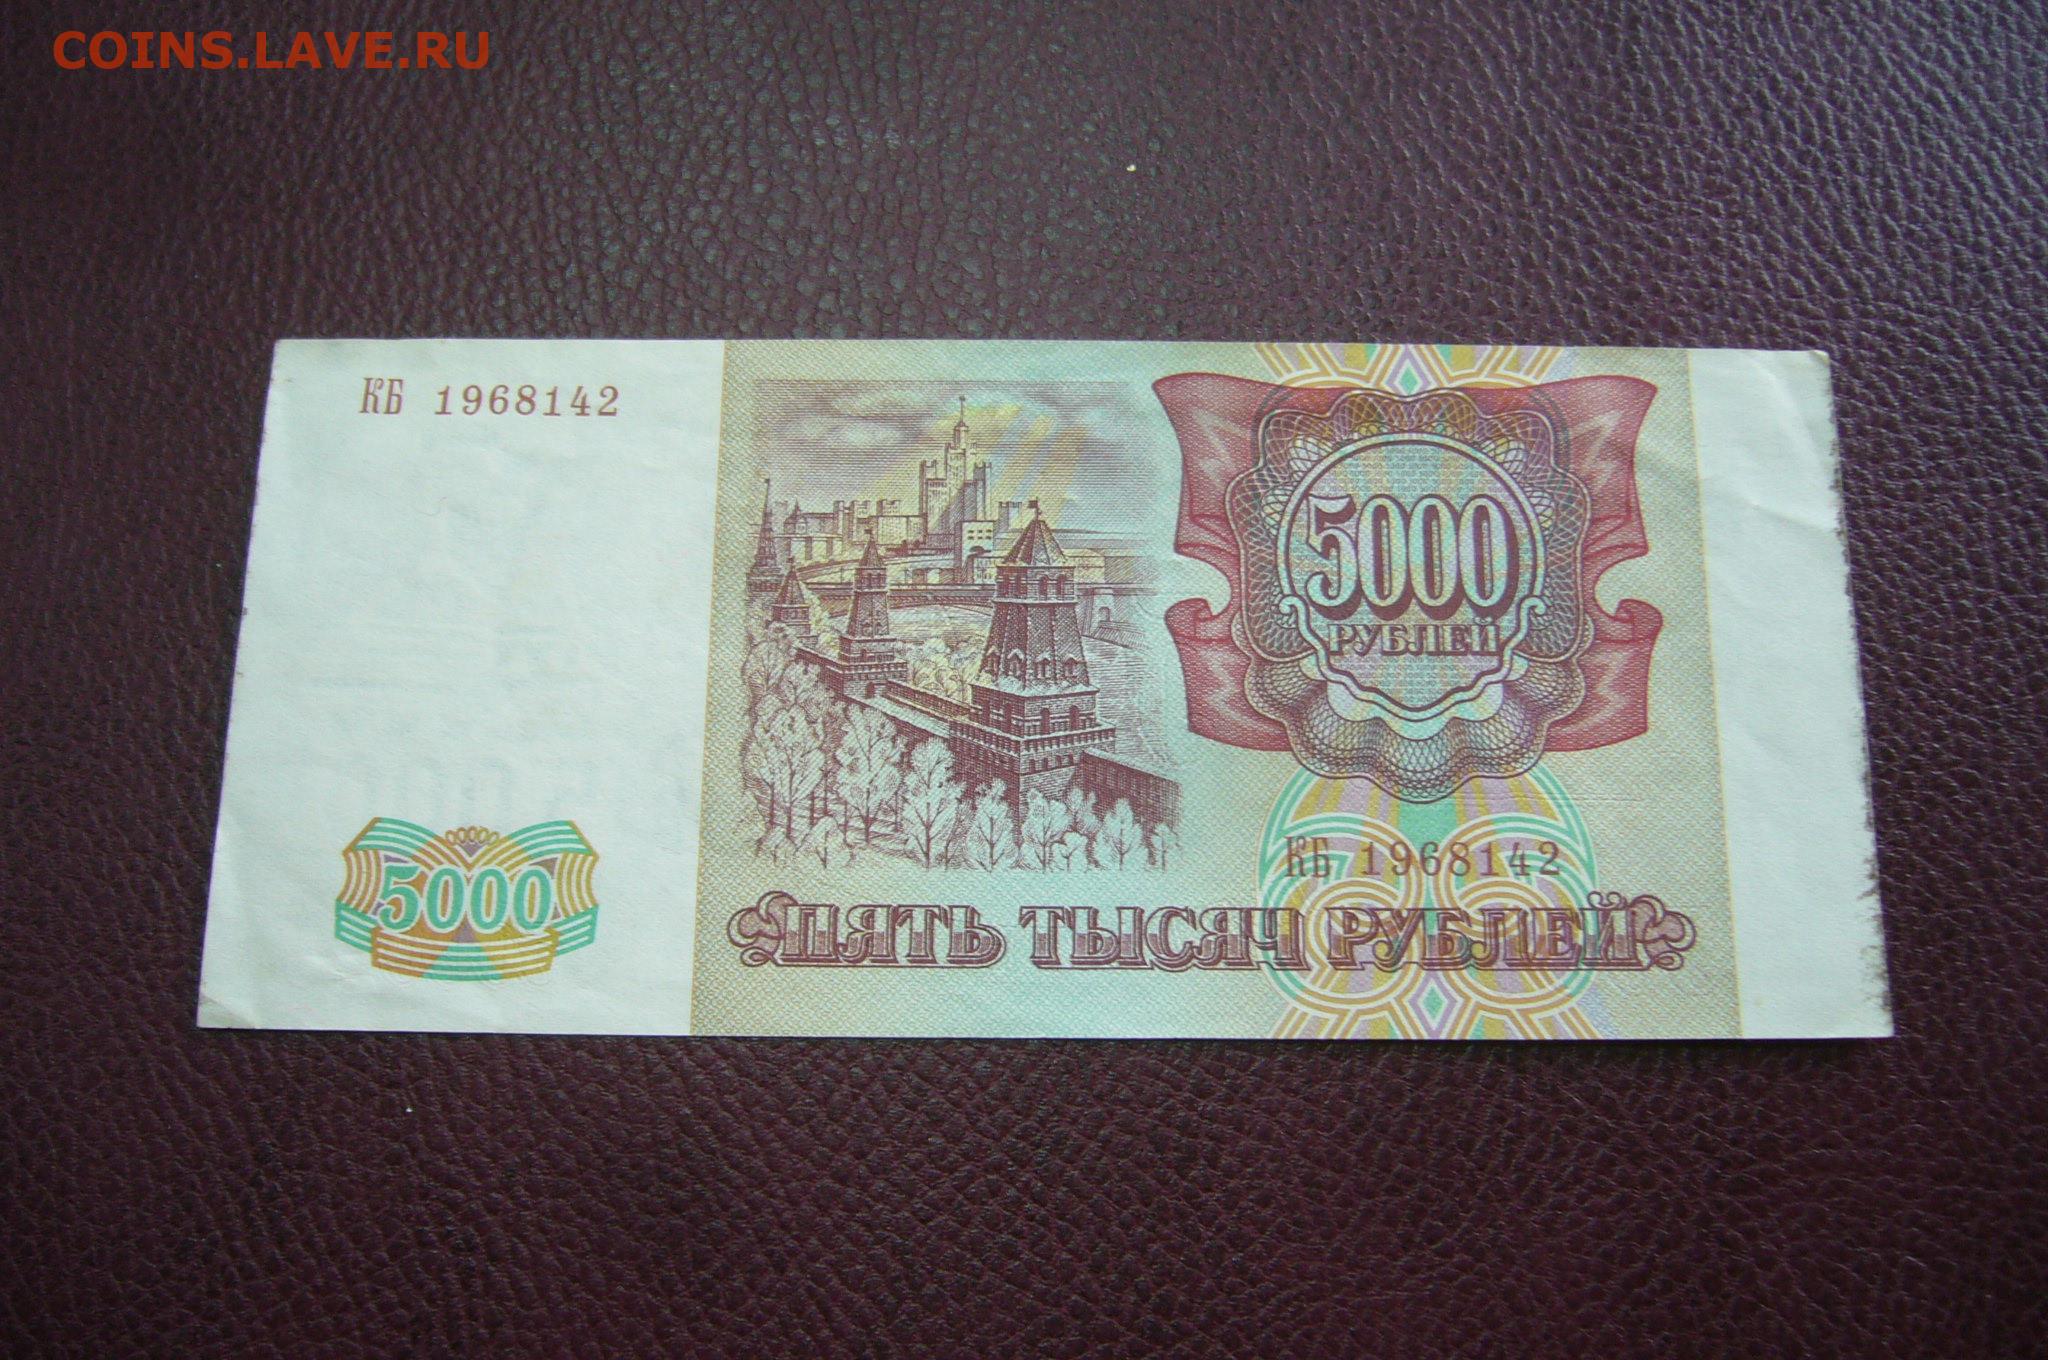 COINS.LAVE.RU
КБ 1968142
5000
РУБЛЕЙ
5000
КБ 1968142
ПЯТЬ ТЫСЯЧ РУБЛЕЙ